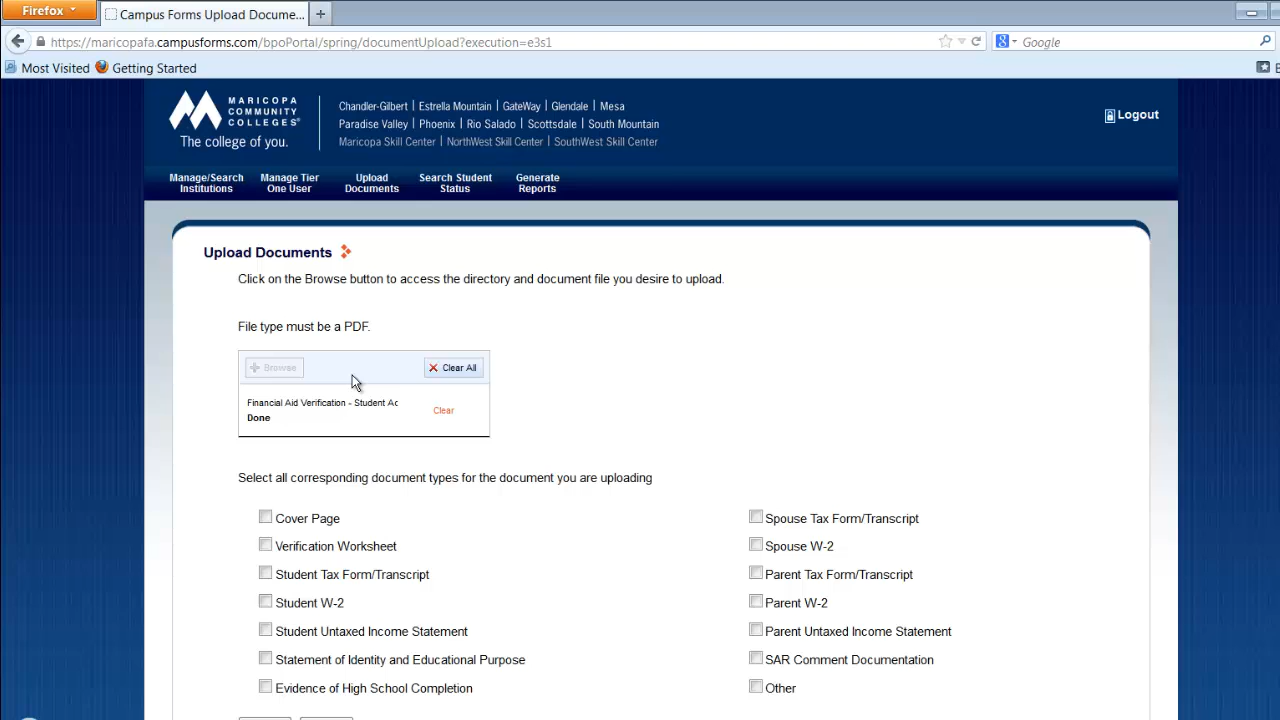 Firefox
Campus Forms Upload Docume...
https://maricopafa.campusforms.com/bpoPortal/spring/documentUpload?execution=e3s1
Google
Most Visited
Getting Started
MARICOPA
COMMUNITY
COLLEGES
The college of you.
Chandler-Gilbert | Estrella Mountain | GateWay | Glendale | Mesa
Paradise Valley | Phoenix | Rio Salado | Scottsdale | South Mountain
Maricopa Skill Center | NorthWest Skill Center | SouthWest Skill Center
Logout
Manage/Search Institutions
Manage Tier One User
Upload Documents
Search Student Status
Generate Reports
Upload Documents
Click on the Browse button to access the directory and document file you desire to upload.
File type must be a PDF.
Browse
Clear All
Financial Aid Verification - Student Ac
Done
Clear
Select all corresponding document types for the document you are uploading
Cover Page
Spouse Tax Form/Transcript
Verification Worksheet
Spouse W-2
Student Tax Form/Transcript
Parent Tax Form/Transcript
Student W-2
Parent W-2
Student Untaxed Income Statement
Parent Untaxed Income Statement
Statement of Identity and Educational Purpose
SAR Comment Documentation
Evidence of High School Completion
Other